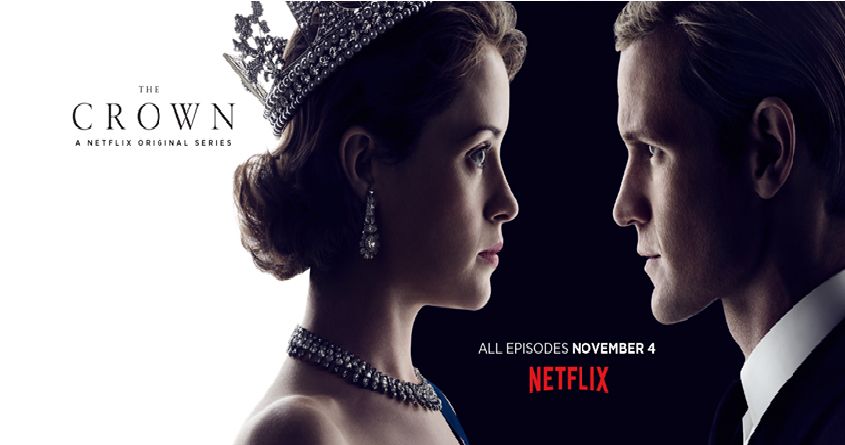 THE
CROWN
A NETFLIX ORIGINAL SERIES
ALL EPISODES NOVEMBER 4
NETFLIX